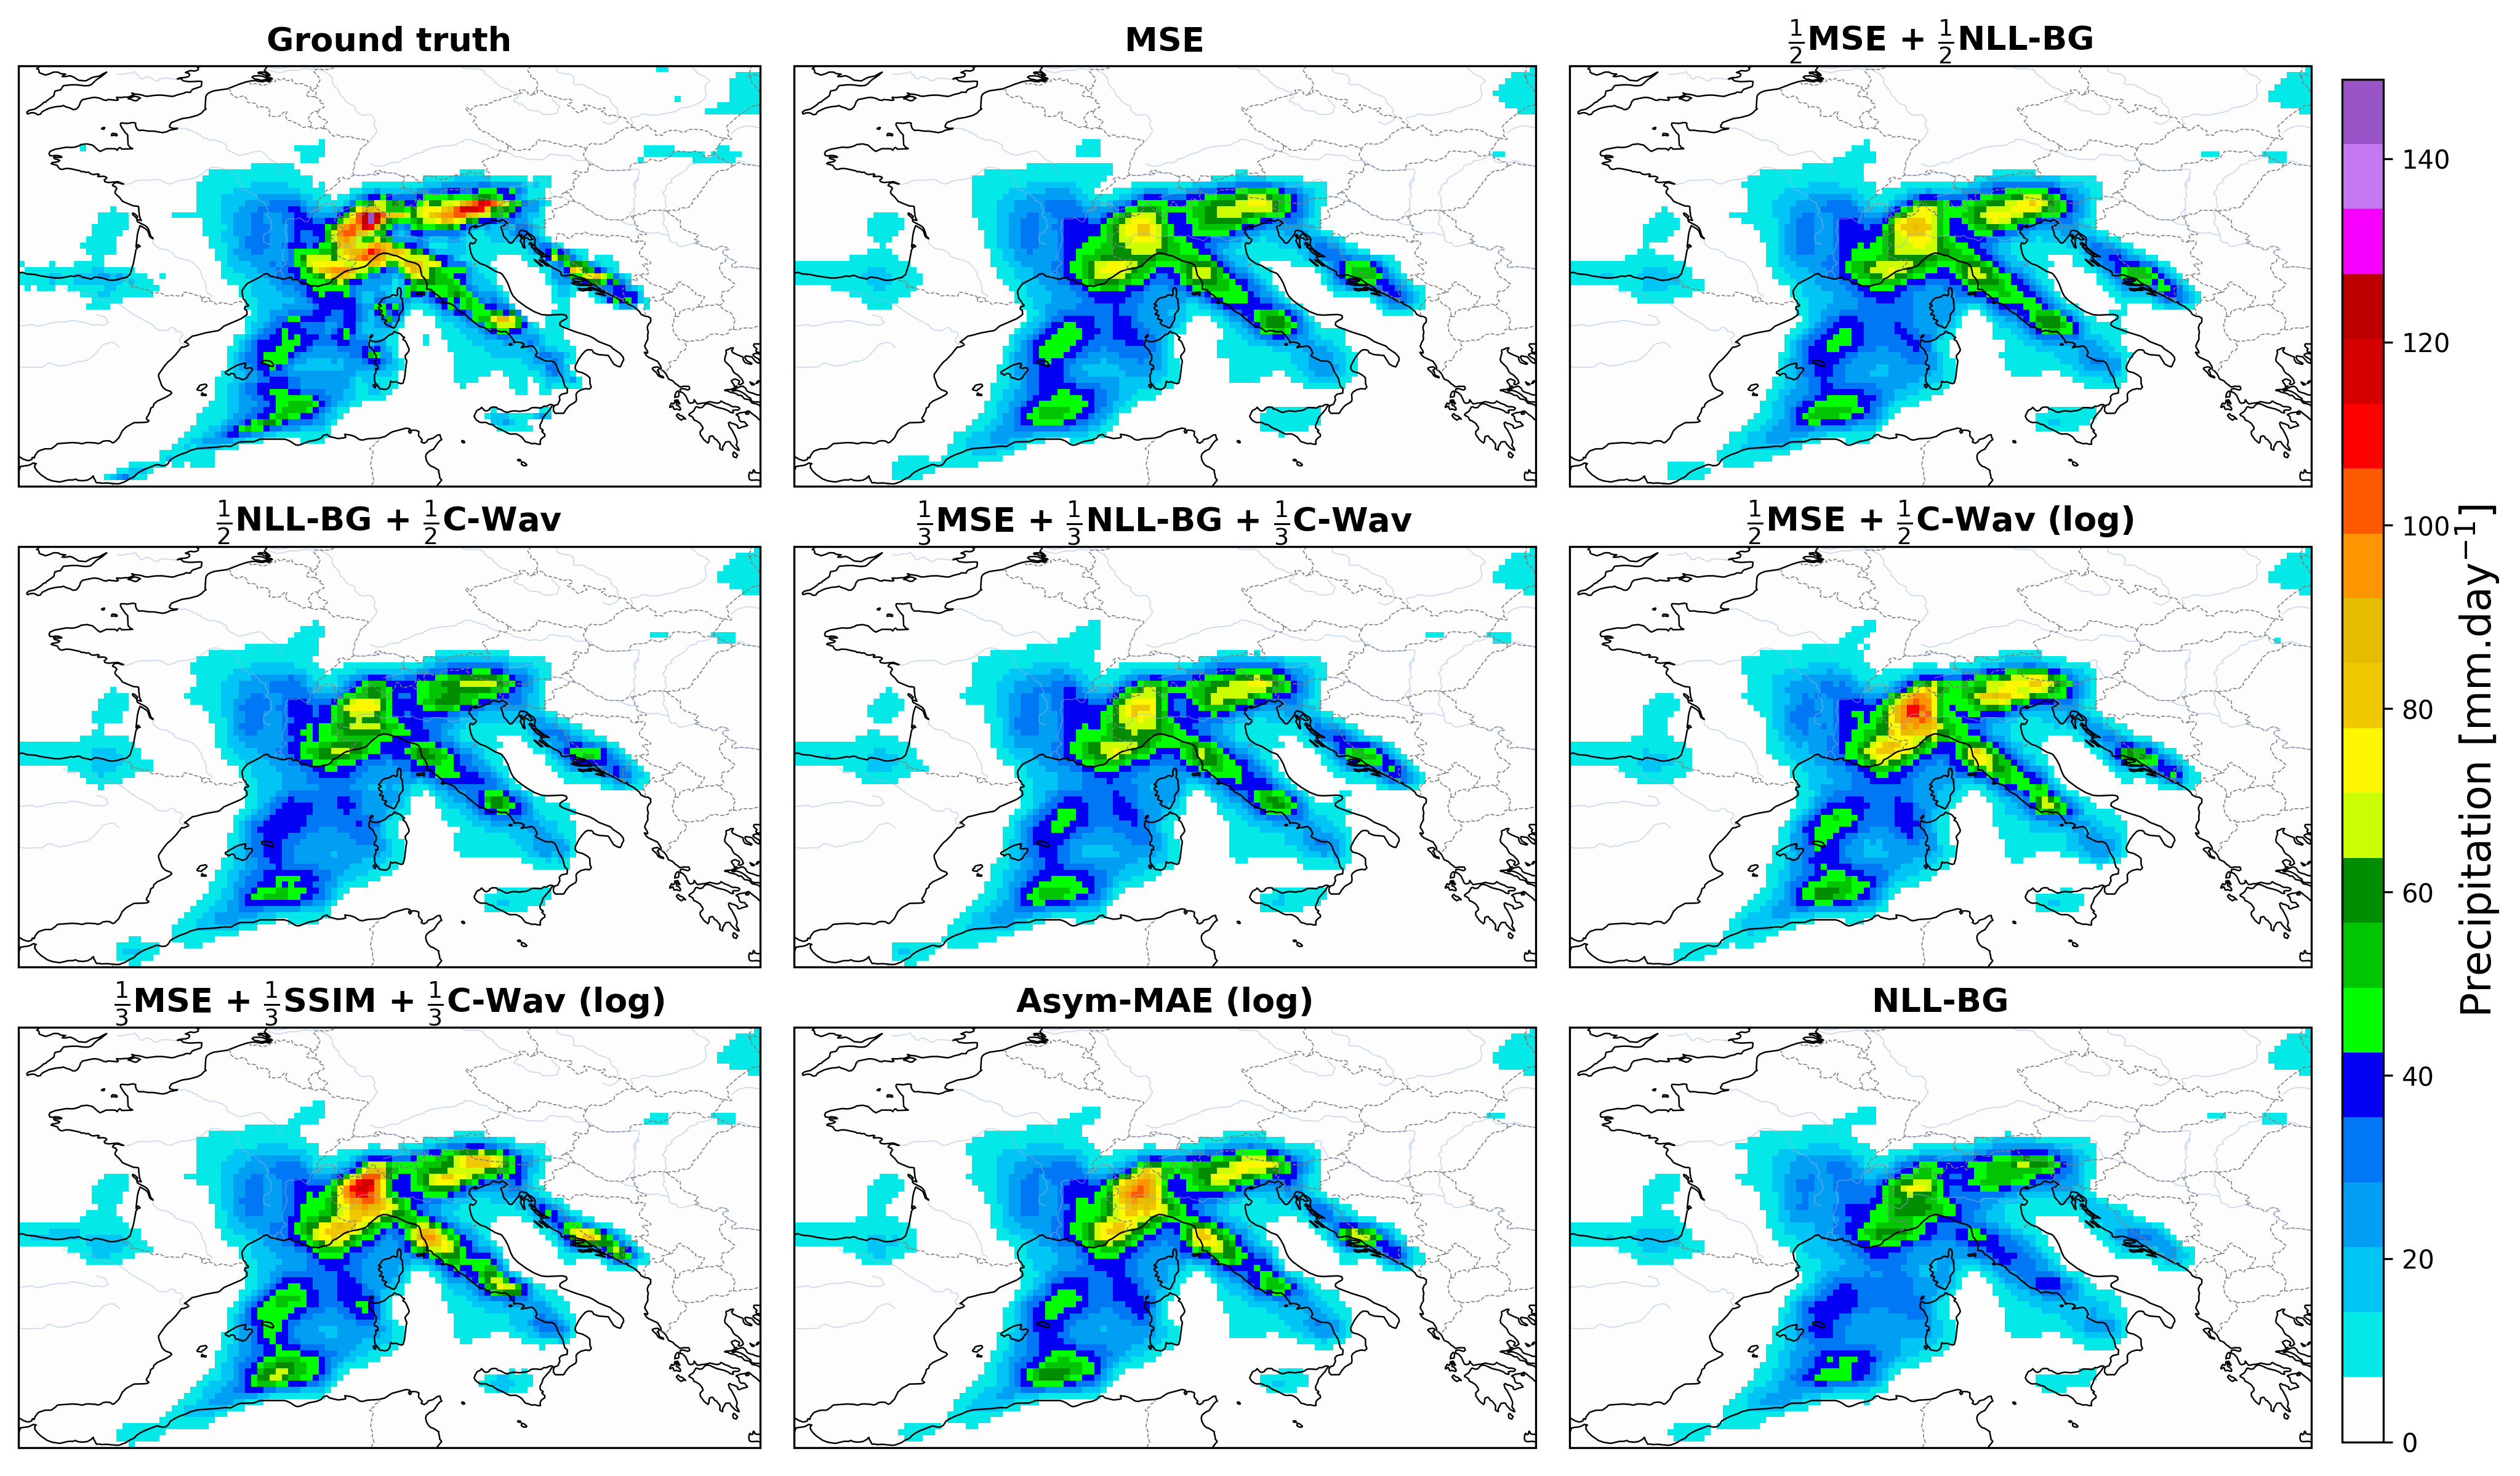 Ground truth
MSE
½MSE + ½NLL-BG
½NLL-BG + ½C-Wav
⅓MSE + ⅓NLL-BG + ⅓C-Wav
½MSE + ½C-Wav (log)
⅓MSE + ⅓SSIM + ⅓C-Wav (log)
Asym-MAE (log)
NLL-BG
140
120
100
80
60
40
20
0
Precipitation [mm.day⁻¹]